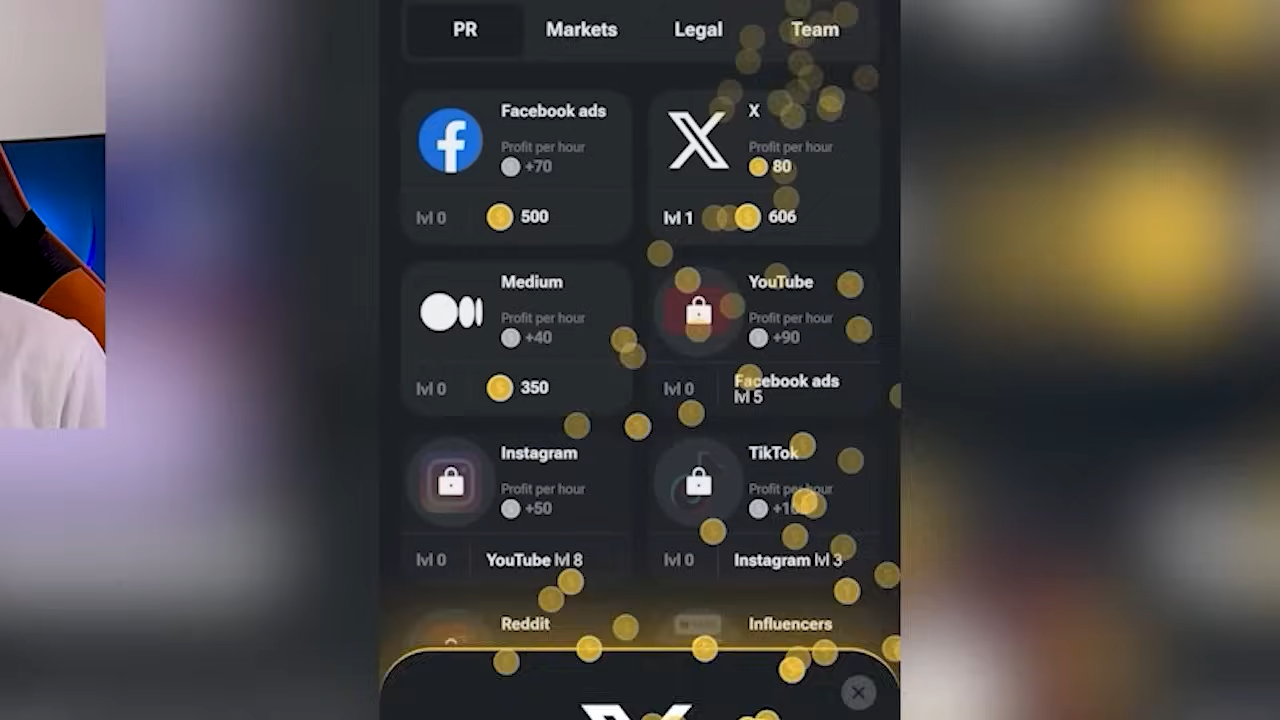 PR Markets Legal Team
Facebook ads
Profit per hour
+70
lvl 0 500
X
Profit per hour
80
lvl 1 606
Medium
Profit per hour
+40
lvl 0 350
YouTube
Profit per hour
+90
lvl 0 Facebook ads
lvl 5
Instagram
Profit per hour
+50
lvl 0 YouTube lvl 8
TikTok
Profit per hour
lvl 0 Instagram lvl 3
Reddit
Influencers